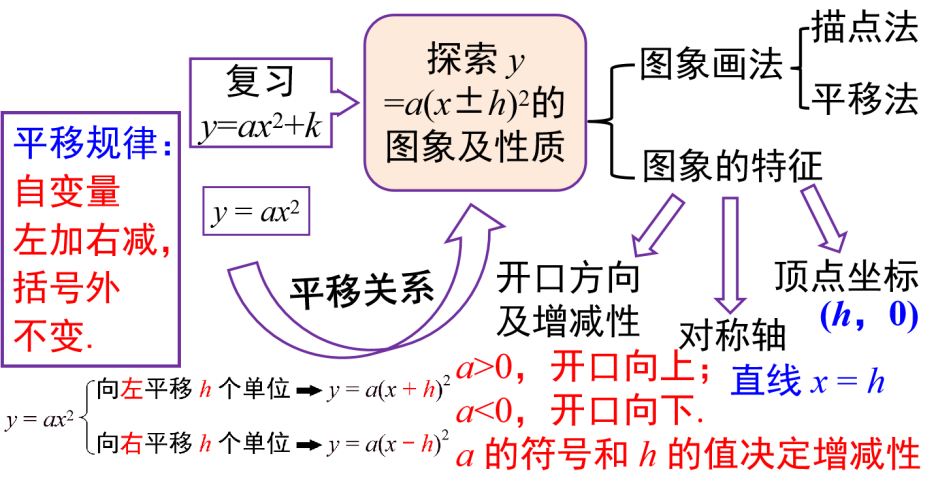 复习
y=ax²+k
探索 y
=a(x±h)²的
图象及性质
图象画法
描点法
平移法
图象的特征
平移规律：
自变量
左加右减，
括号外
不变.
y = ax²
平移关系
开口方向
及增减性
对称轴
顶点坐标
(h，0)
直线 x = h
a>0，开口向上；
a<0，开口向下.
a 的符号和 h 的值决定增减性
y = ax²
向左平移 h 个单位 ➡ y = a(x + h)²
向右平移 h 个单位 ➡ y = a(x − h)²